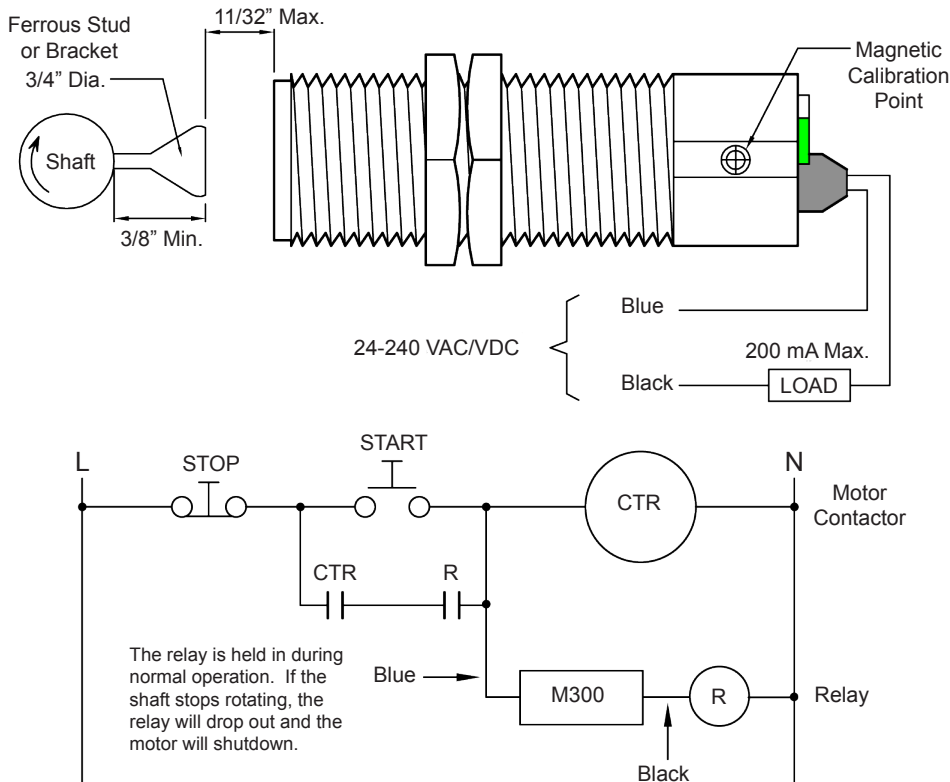 11/32” Max.
Ferrous Stud
or Bracket
3/4” Dia.
Shaft
3/8” Min.
Magnetic
Calibration
Point
24-240 VAC/VDC
Blue
200 mA Max.
Black
LOAD
L
STOP
START
CTR
N
Motor
Contactor
CTR
R
The relay is held in during
normal operation. If the
shaft stops rotating, the
relay will drop out and the
motor will shutdown.
Blue
M300
R
Relay
Black